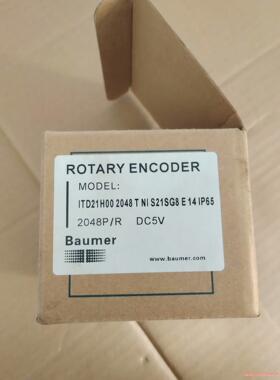 ROTARY ENCODER
MODEL:
ITD21H00 2048 T NI S21SG8 E 14 IP65
2048P/R DC5V
Baumer
www.baumer.com